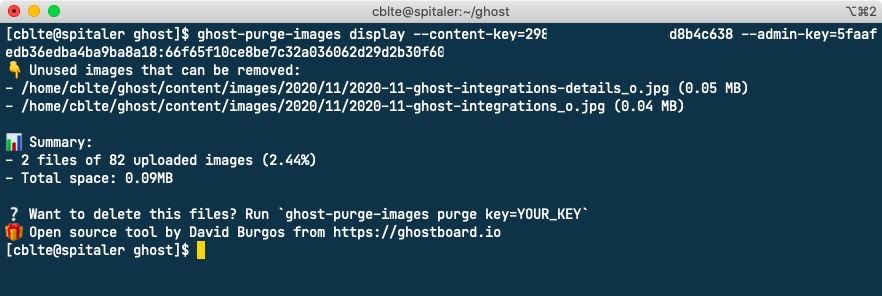 cblte@spitaler:~/ghost
⌥⌘2
[cblte@spitaler ghost]$ ghost-purge-images display --content-key=298 d8b4c638 --admin-key=5faaf
edb36edba4ba9ba8a18:66f65f10ce8be7c32a036062d29d2b30f60
👇 Unused images that can be removed:
- /home/cblte/ghost/content/images/2020/11/2020-11-ghost-integrations-details_o.jpg (0.05 MB)
- /home/cblte/ghost/content/images/2020/11/2020-11-ghost-integrations_o.jpg (0.04 MB)
📊 Summary:
- 2 files of 82 uploaded images (2.44%)
- Total space: 0.09MB
? Want to delete this files? Run `ghost-purge-images purge key=YOUR_KEY`
🎁 Open source tool by David Burgos from https://ghostboard.io
[cblte@spitaler ghost]$